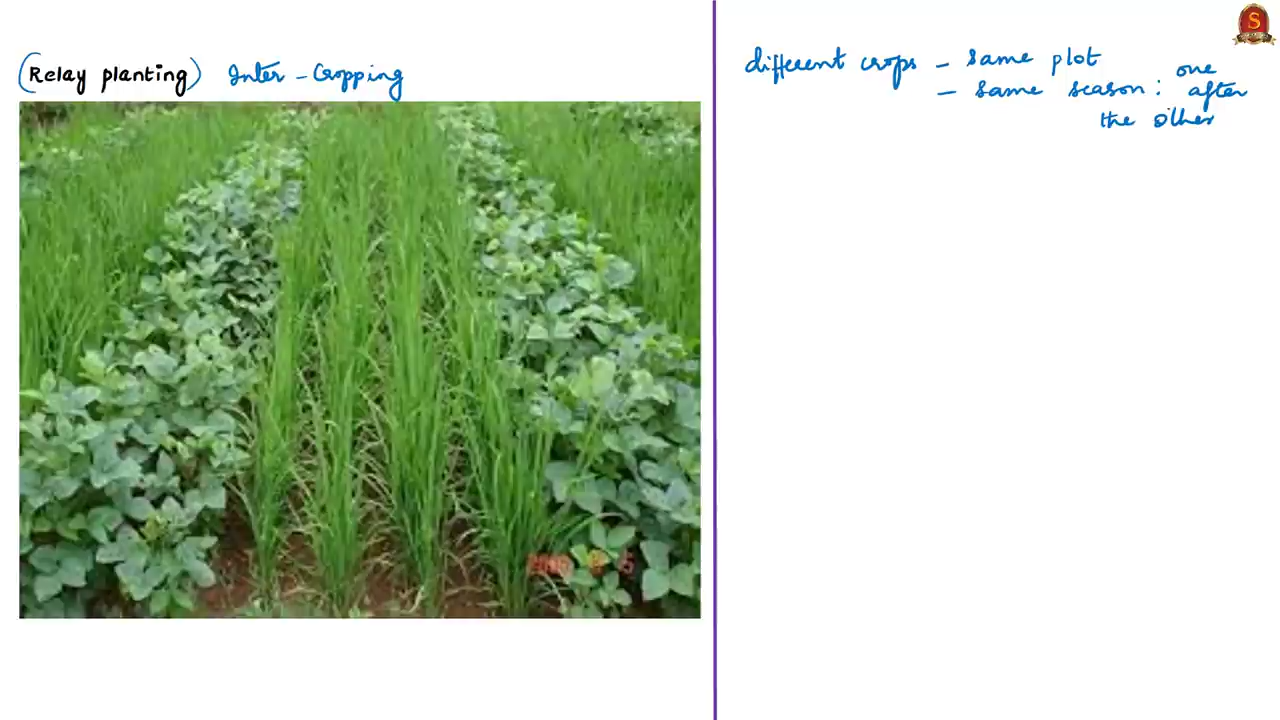 (Relay planting) Inter - Cropping
different crops - same plot
- same season : one after
the other
S